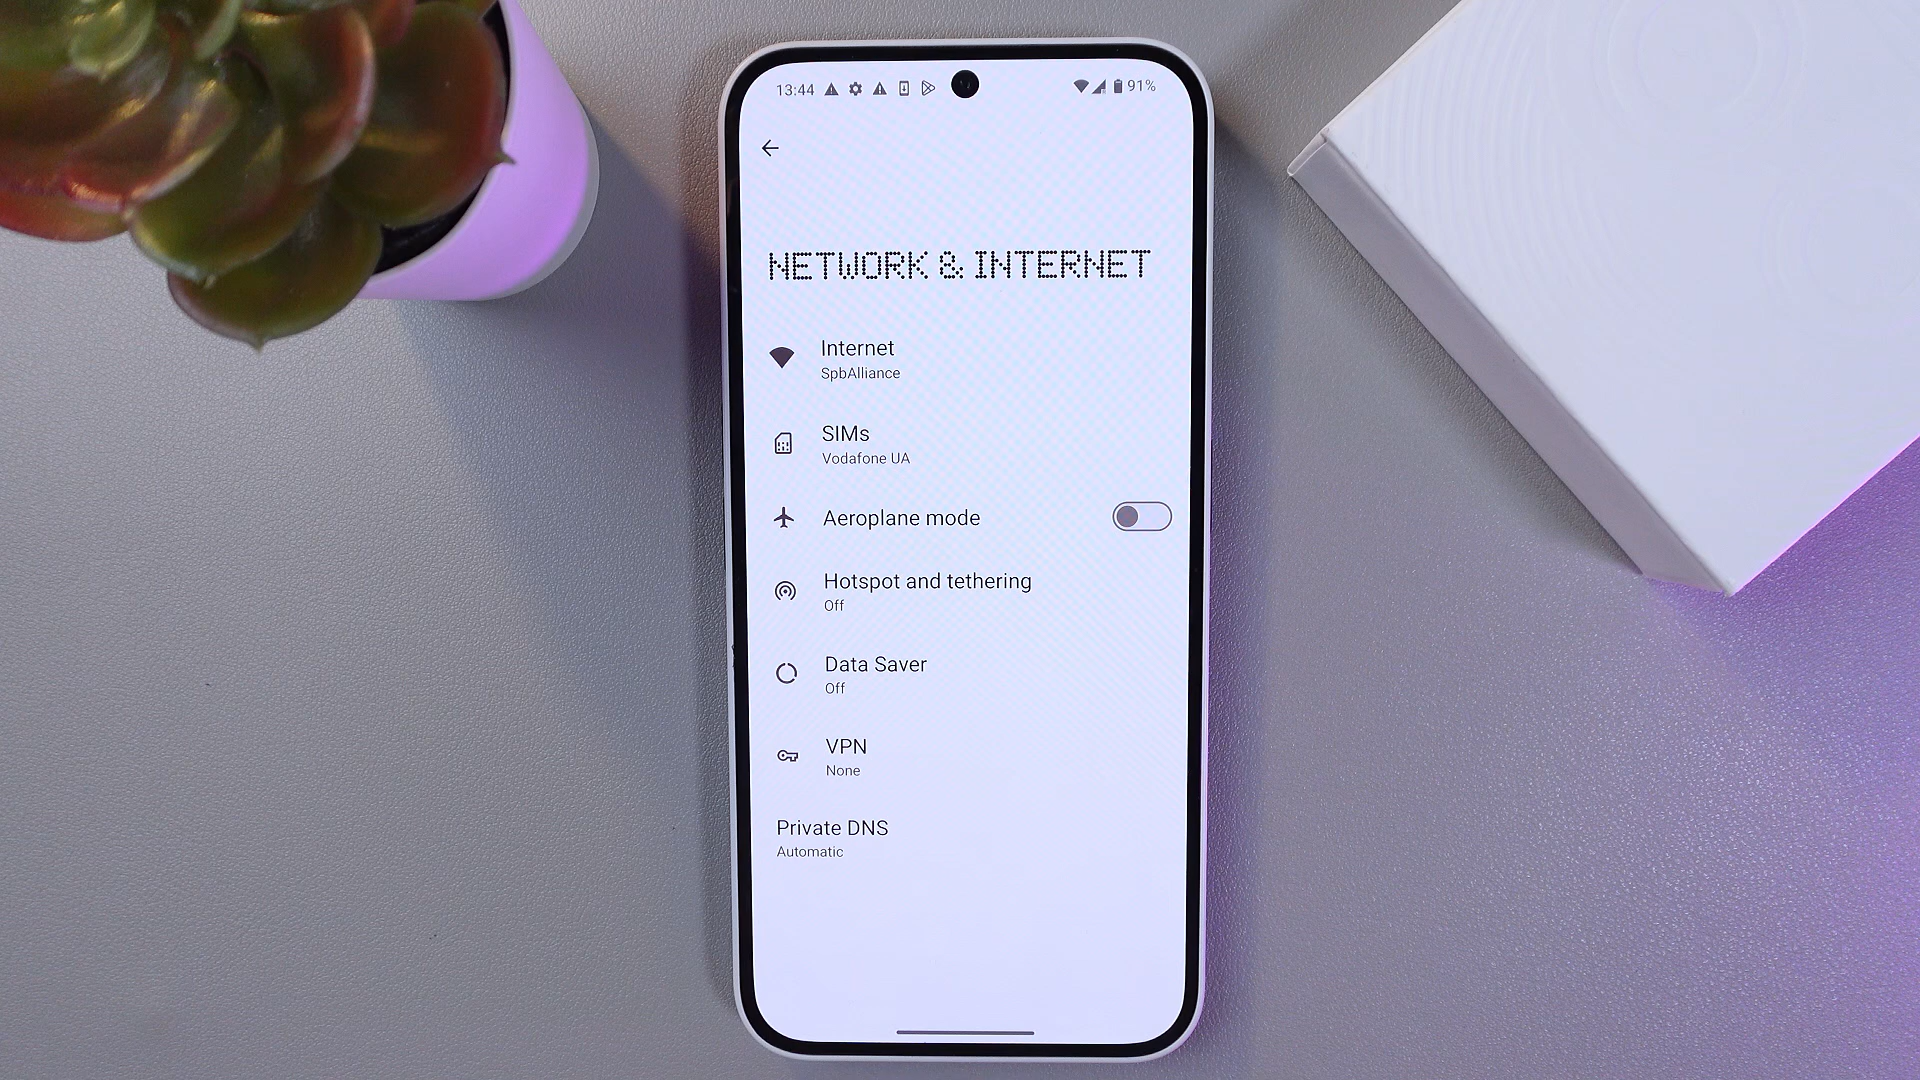 13:44 91%
NETWORK & INTERNET
Internet
SpbAlliance
SIMs
Vodafone UA
Aeroplane mode
Hotspot and tethering
Off
Data Saver
Off
VPN
None
Private DNS
Automatic